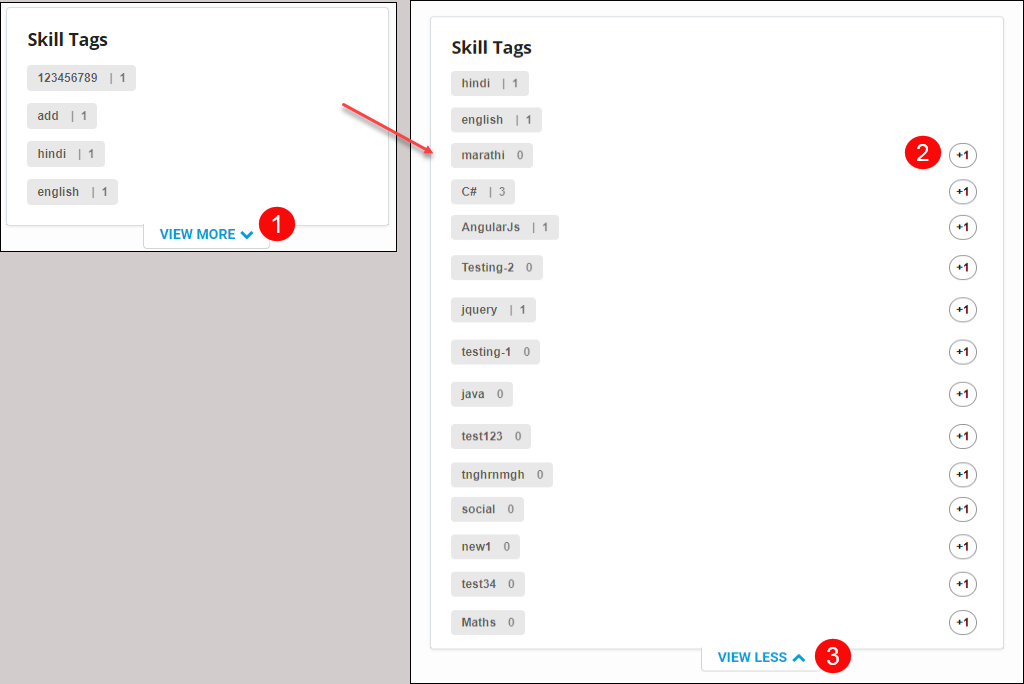 Skill Tags
123456789 | 1
add | 1
hindi | 1
english | 1
VIEW MORE 1
Skill Tags
hindi | 1
english | 1
marathi 0 2 +1
C# | 3 +1
AngularJs | 1 +1
Testing-2 0 +1
jquery | 1 +1
testing-1 0 +1
java 0 +1
test123 0 +1
tnghrnmgh 0 +1
social 0 +1
new1 0 +1
test34 0 +1
Maths 0 +1
VIEW LESS 3